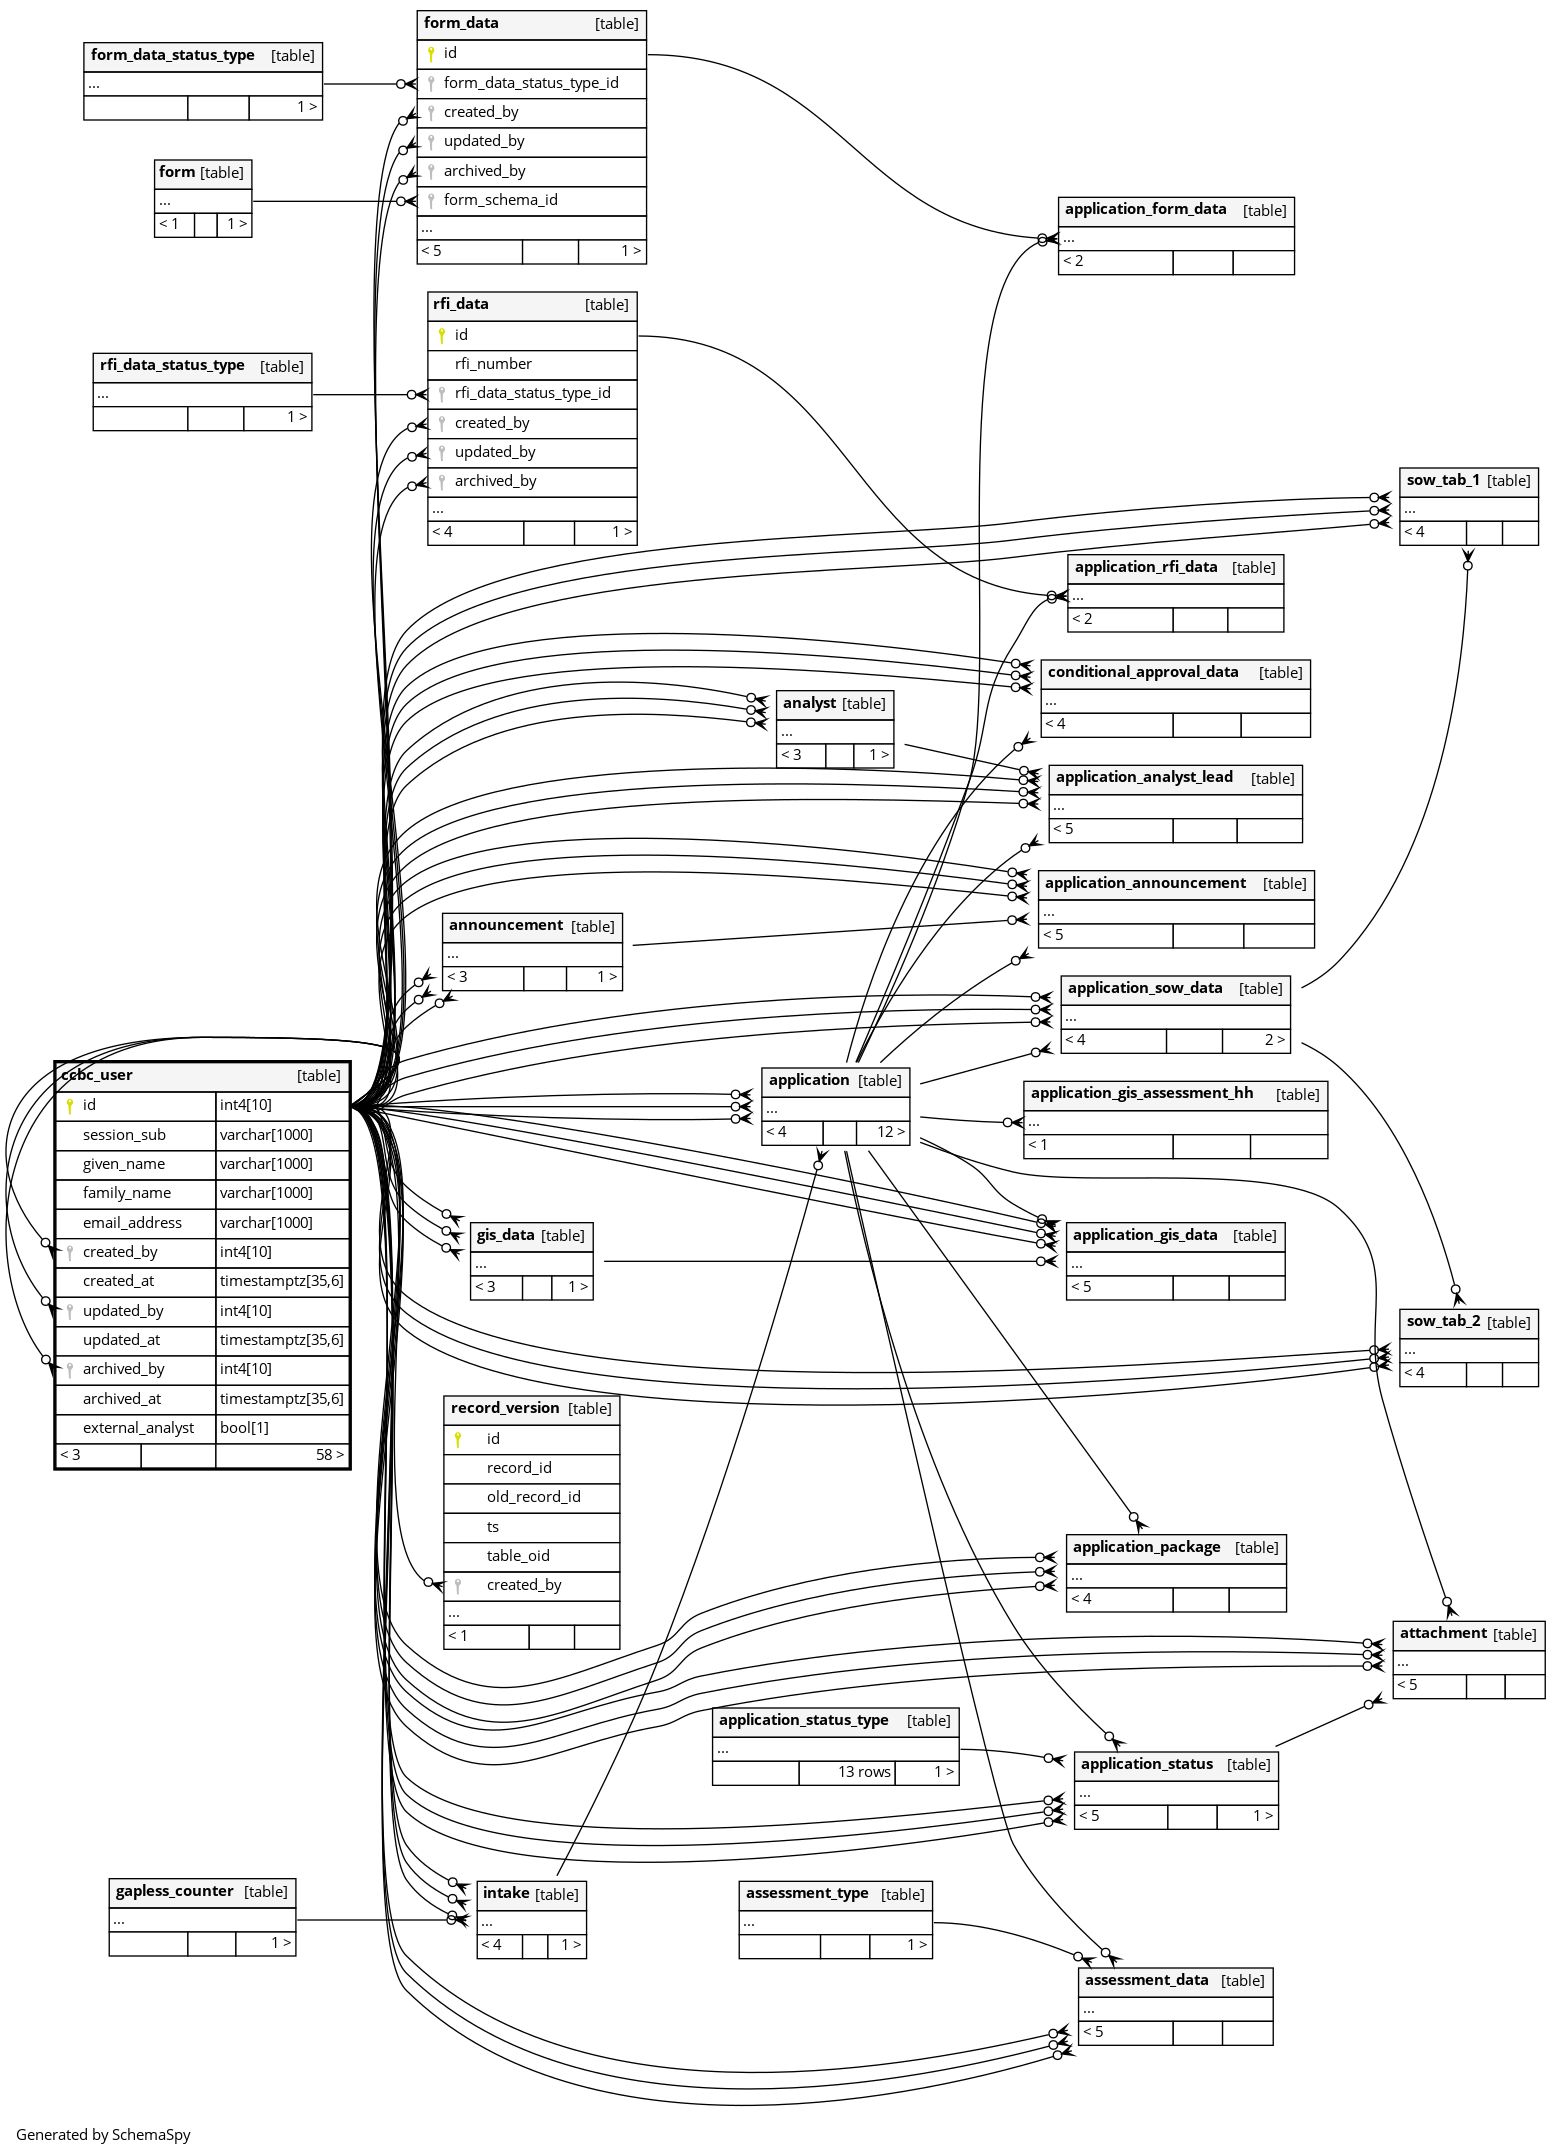 form_data [table]
id
form_data_status_type_id
created_by
updated_by
archived_by
form_schema_id
...
< 5 1 >
form_data_status_type [table]
...
1 >
form [table]
...
< 1 1 >
application_form_data [table]
...
< 2
rfi_data [table]
id
rfi_number
rfi_data_status_type_id
created_by
updated_by
archived_by
...
< 4 1 >
rfi_data_status_type [table]
...
1 >
sow_tab_1 [table]
...
< 4
application_rfi_data [table]
...
< 2
conditional_approval_data [table]
...
< 4
analyst [table]
...
< 3 1 >
application_analyst_lead [table]
...
< 5
application_announcement [table]
...
< 5
announcement [table]
...
< 3 1 >
application_sow_data [table]
...
< 4 2 >
ccbc_user [table]
id int4[10]
session_sub varchar[1000]
given_name varchar[1000]
family_name varchar[1000]
email_address varchar[1000]
created_by int4[10]
created_at timestamptz[35,6]
updated_by int4[10]
updated_at timestamptz[35,6]
archived_by int4[10]
archived_at timestamptz[35,6]
external_analyst bool[1]
< 3 58 >
application [table]
...
< 4 12 >
application_gis_assessment_hh [table]
...
< 1
gis_data [table]
...
< 3 1 >
application_gis_data [table]
...
< 5
sow_tab_2 [table]
...
< 4
record_version [table]
id
record_id
old_record_id
ts
table_oid
created_by
...
< 1
application_package [table]
...
< 4
attachment [table]
...
< 5
application_status_type [table]
...
13 rows 1 >
application_status [table]
...
< 5 1 >
gapless_counter [table]
...
1 >
intake [table]
...
< 4 1 >
assessment_type [table]
...
1 >
assessment_data [table]
...
< 5
Generated by SchemaSpy